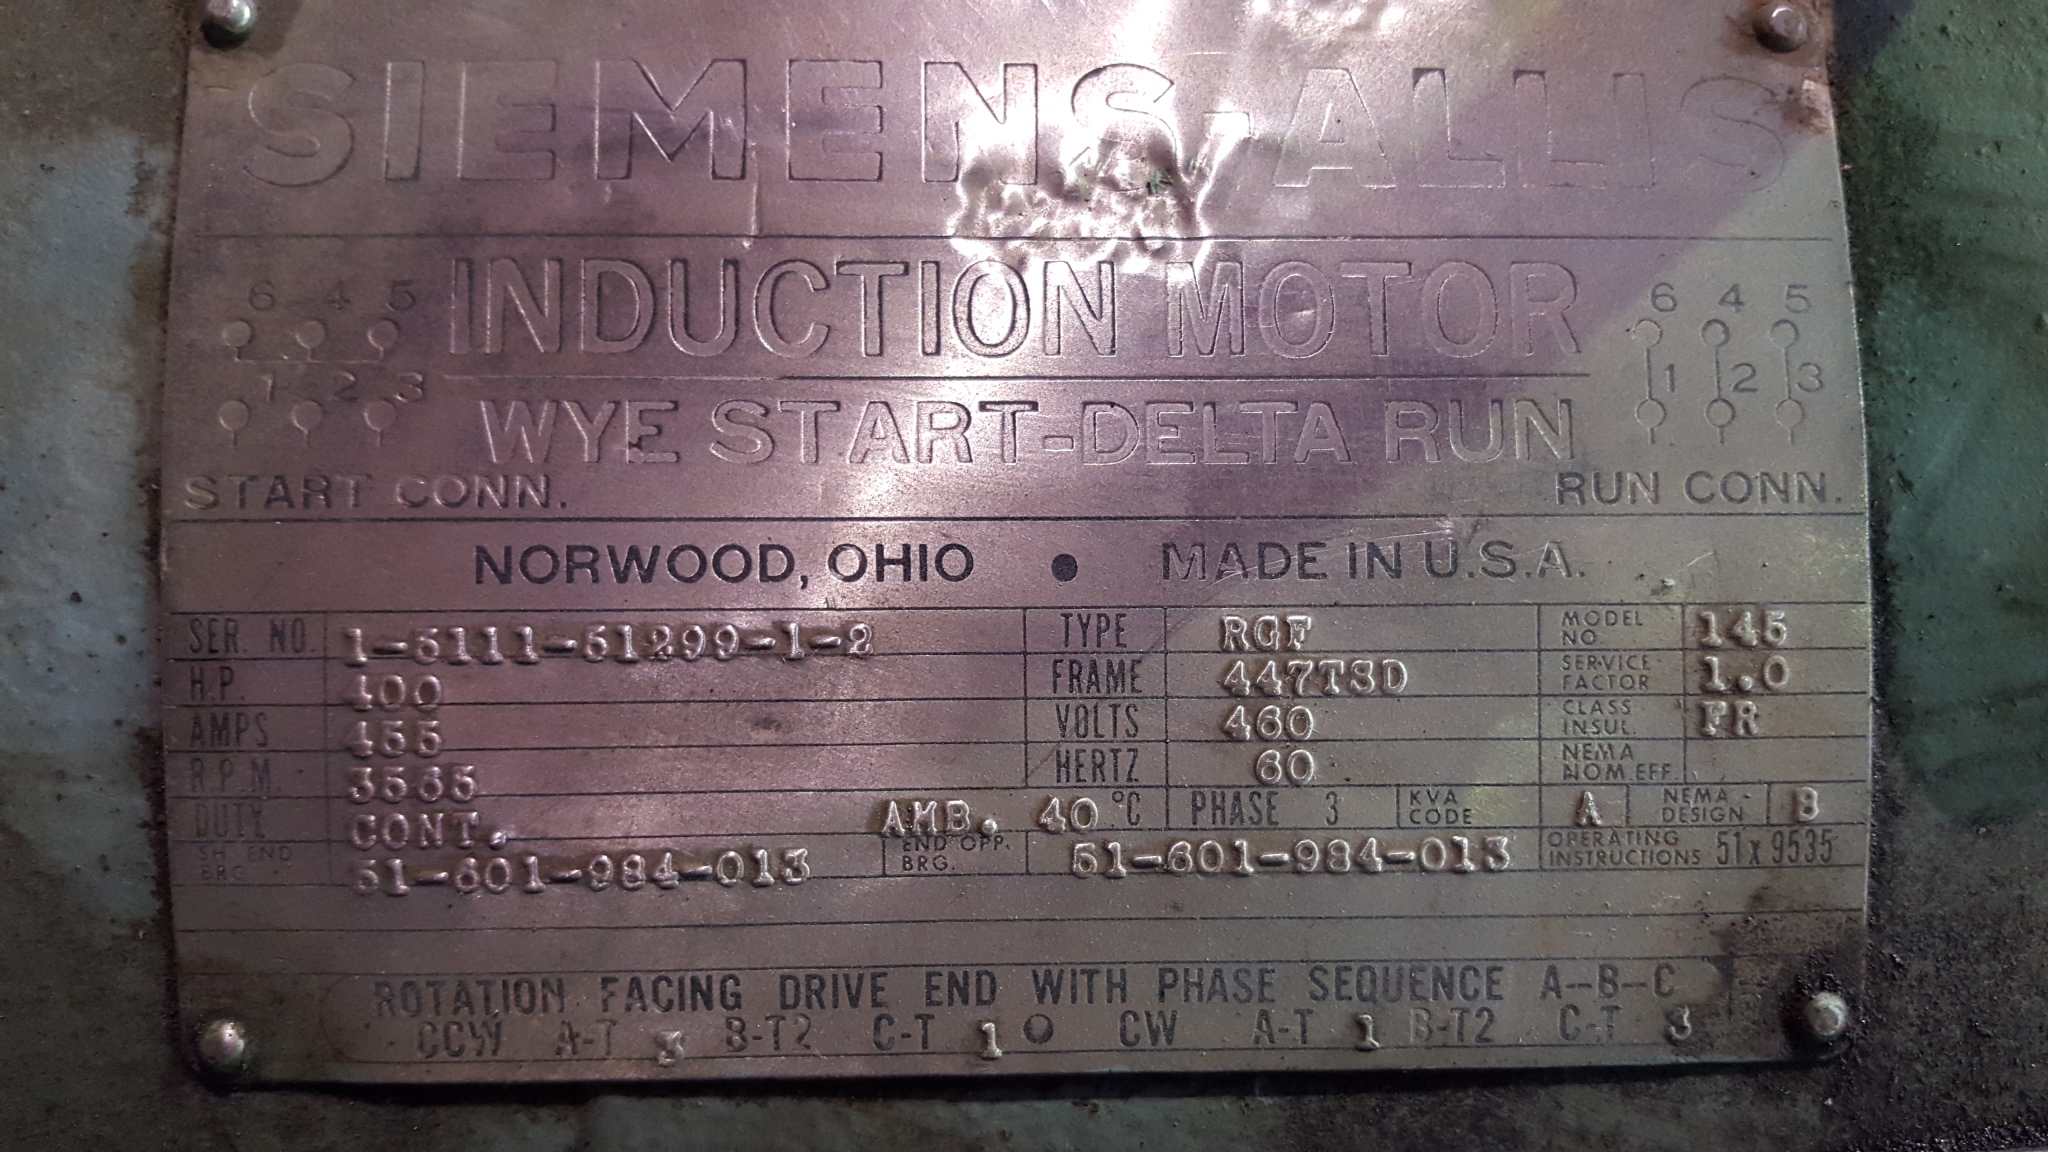 SIEMENS-ALLIS
INDUCTION MOTOR
6 4 5
1 2 3
START CONN.
WYE START-DELTA RUN
6 4 5
1 2 3
RUN CONN.
NORWOOD, OHIO • MADE IN U.S.A.
SER. NO. 1-5111-51299-1-2 TYPE RGF MODEL NO. 145
H.P. 400 FRAME 447TSD SERVICE FACTOR 1.0
AMPS 455 VOLTS 460 CLASS INSUL. FR
R.P.M. 3565 HERTZ 60 NEMA NOM.EFF.
DUTY CONT. AMB. 40 °C PHASE 3 KVA CODE A NEMA DESIGN B
SH. END BRG. 51-601-984-013 END OPP. BRG. 51-601-984-013 OPERATING INSTRUCTIONS 51x9535
ROTATION FACING DRIVE END WITH PHASE SEQUENCE A-B-C
CCW A-T 3 B-T2 C-T 1 CW A-T 1 B-T2 C-T 3